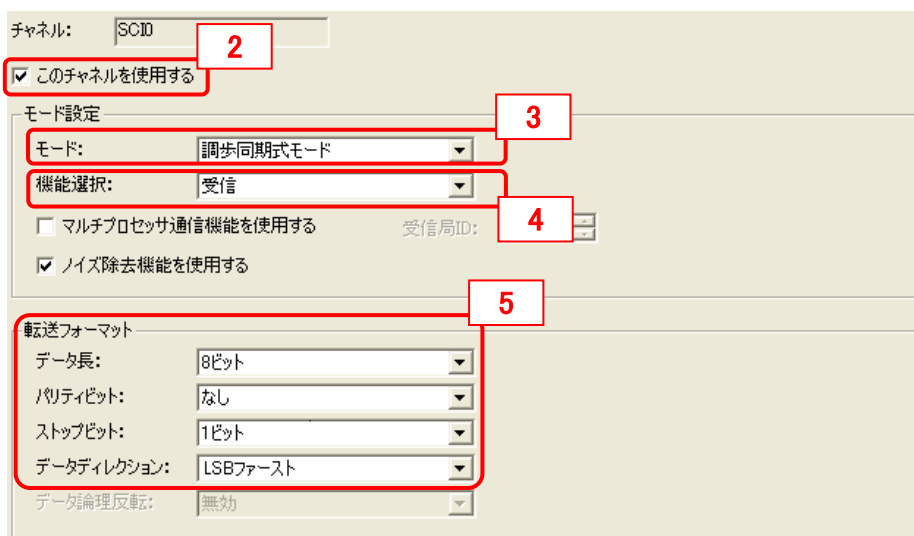 チャネル: SCI0
2
このチャネルを使用する
モード設定
3
モード: 調歩同期式モード
機能選択: 受信
マルチプロセッサ通信機能を使用する 受信局ID:
4
ノイズ除去機能を使用する
5
転送フォーマット
データ長: 8ビット
パリティビット: なし
ストップビット: 1ビット
データディレクション: LSBファースト
データ論理反転: 無効